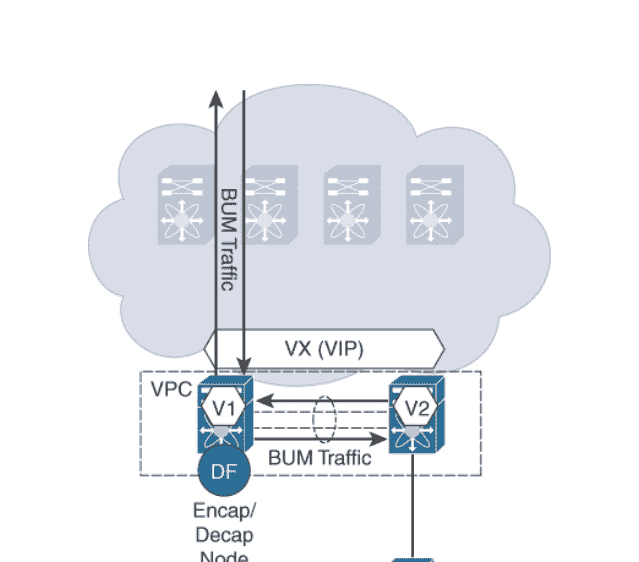 BUM Traffic
VX (VIP)
VPC
V1
V2
BUM Traffic
DF
Encap/
Decap
Node